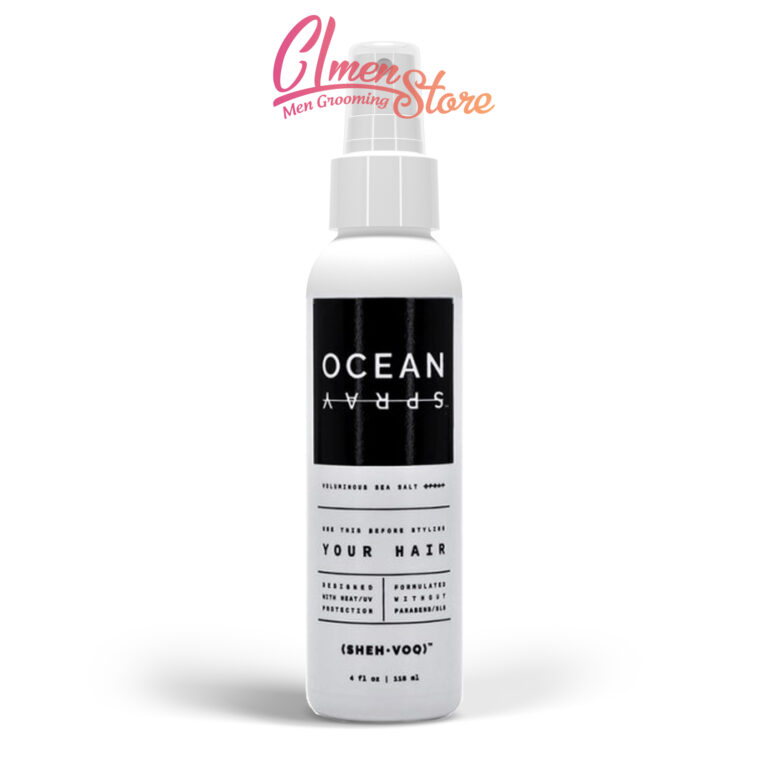 Clmen
Store
Men Grooming
OCEAN
SPRAY
VOLUMINOUS SEA SALT SPRAY
USE THIS BEFORE STYLING
YOUR HAIR
DESIGNED
WITH HEAT/UV
PROTECTION
FORMULATED
WITHOUT
PARABENS/SLS
(SHEH•VOQ)™
4 fl oz | 118 ml